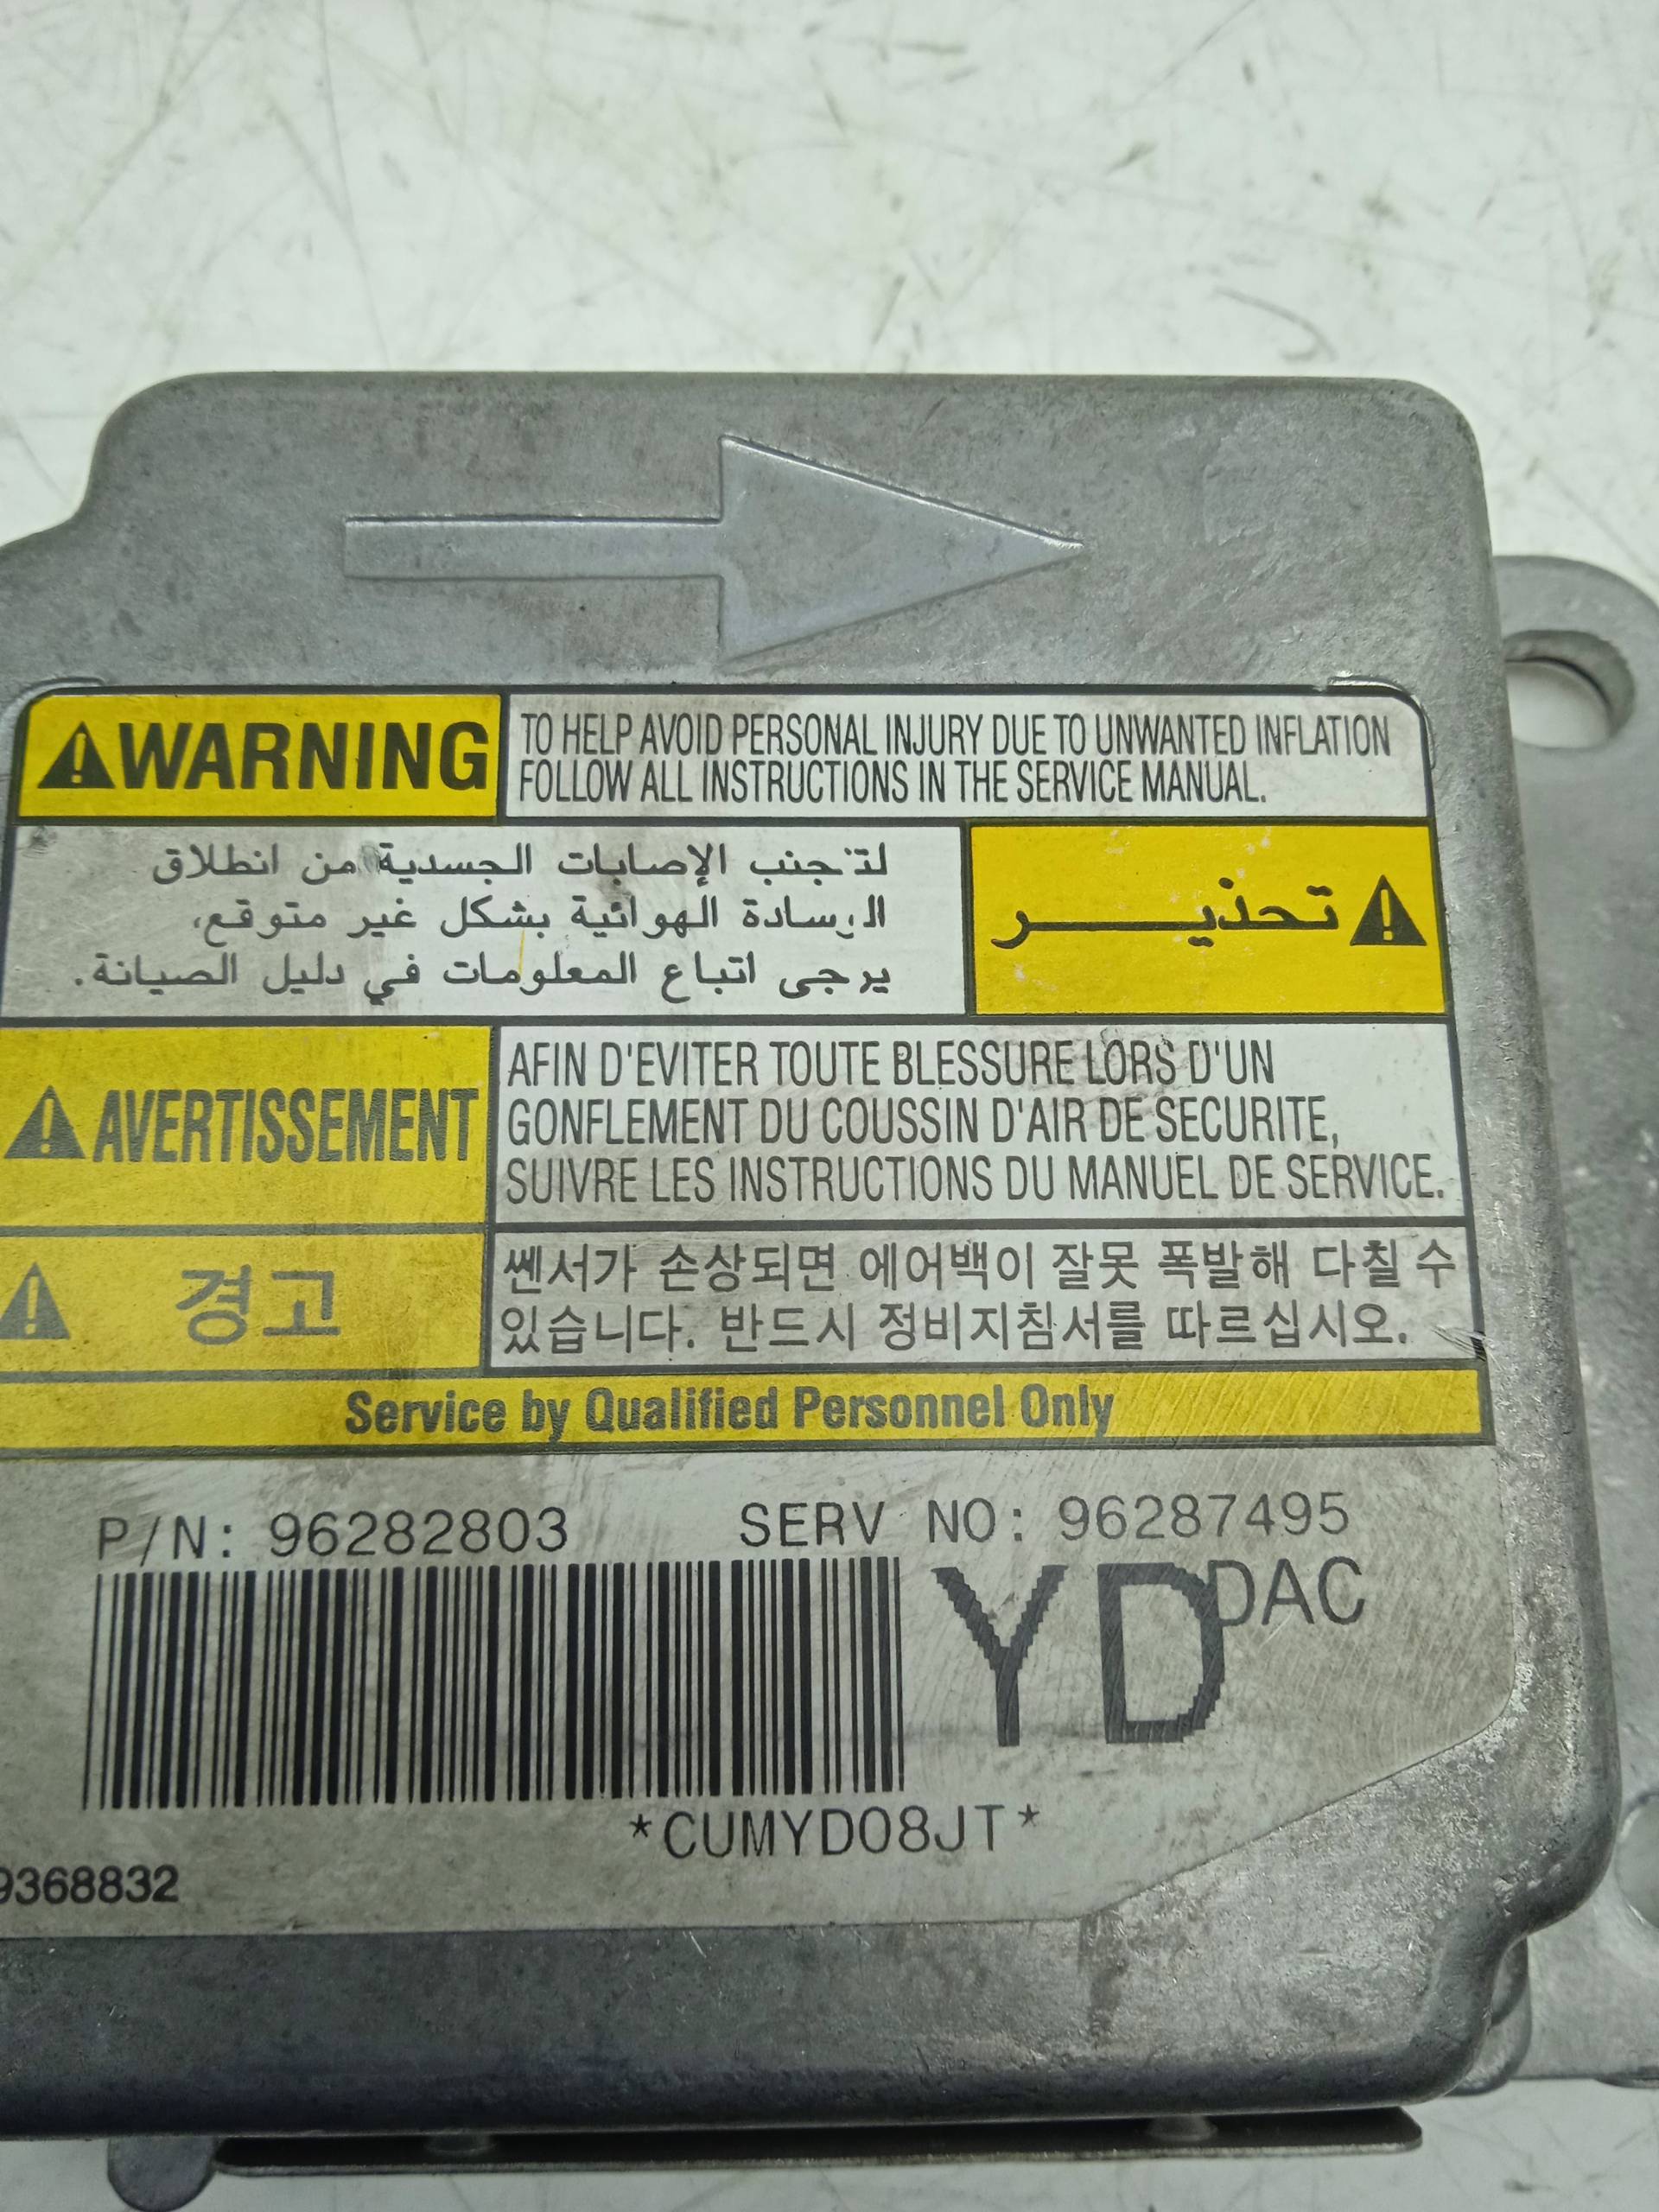 WARNING
TO HELP AVOID PERSONAL INJURY DUE TO UNWANTED INFLATION
FOLLOW ALL INSTRUCTIONS IN THE SERVICE MANUAL.
تحذير
لتجنب الإصابات الجسدية من انطلاق
الوسادة الهوائية بشكل غير متوقع،
يرجى اتباع المعلومات في دليل الصيانة.
AVERTISSEMENT
AFIN D'EVITER TOUTE BLESSURE LORS D'UN
GONFLEMENT DU COUSSIN D'AIR DE SECURITE,
SUIVRE LES INSTRUCTIONS DU MANUEL DE SERVICE.
경고
쎈서가 손상되면 에어백이 잘못 폭발해 다칠 수
있습니다. 반드시 정비지침서를 따르십시오.
Service by Qualified Personnel Only
P/N: 96282803 SERV NO: 96287495
YD DAC
*CUMYD08JT*
9368832